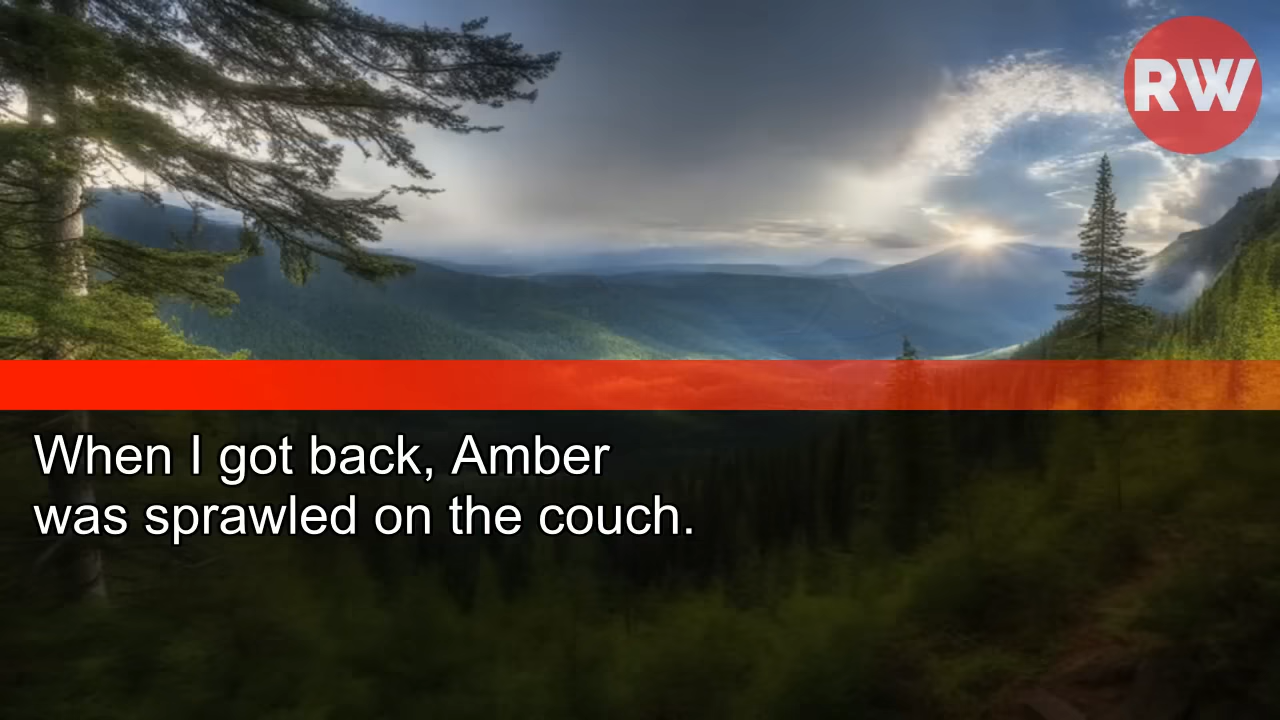 RW
When I got back, Amber
was sprawled on the couch.